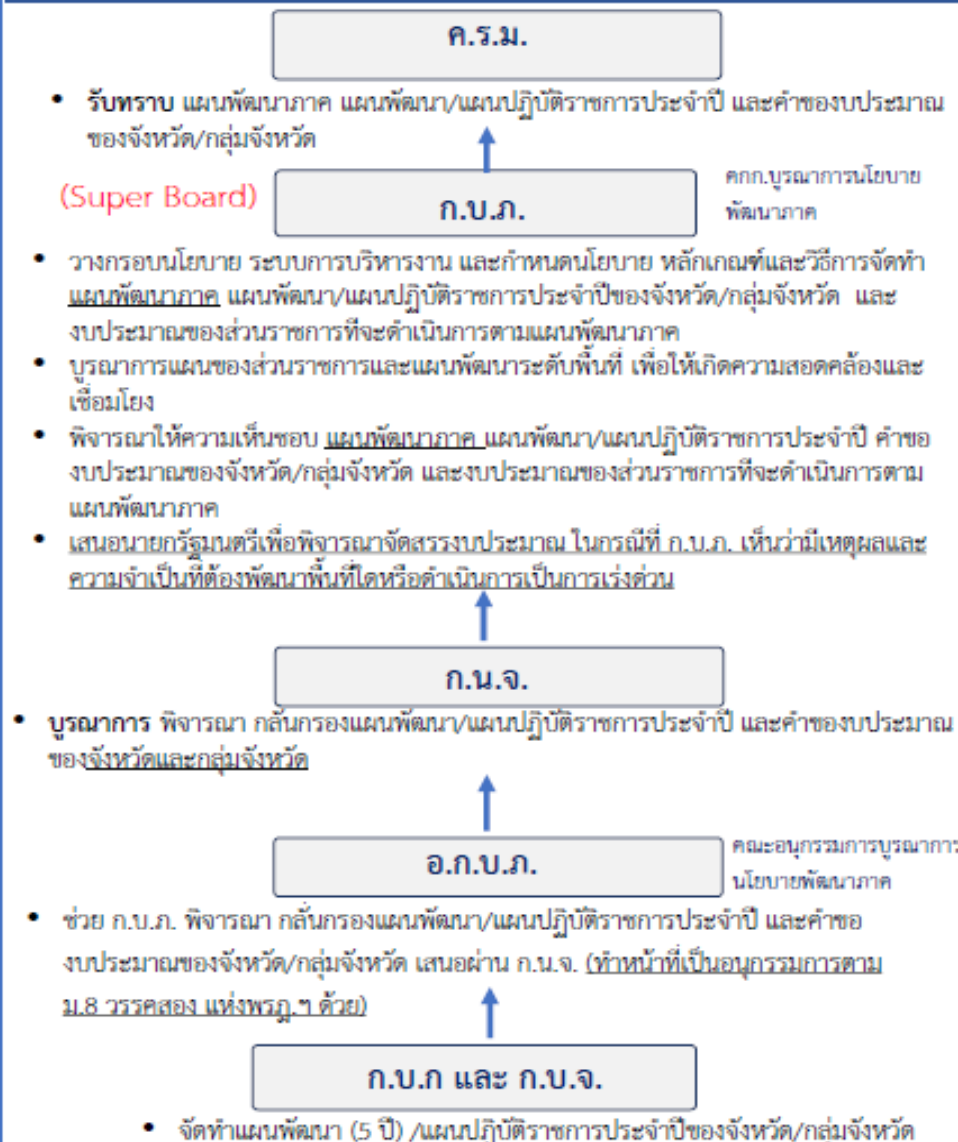 ค.ร.ม.
• รับทราบ แผนพัฒนาภาค แผนพัฒนา/แผนปฏิบัติราชการประจำปี และคำของบประมาณ
ของจังหวัด/กลุ่มจังหวัด
(Super Board)
ก.บ.ภ.
คกก.บูรณาการนโยบาย
พัฒนาภาค
• วางกรอบนโยบาย ระบบการบริหารงาน และกำหนดนโยบาย หลักเกณฑ์และวิธีการจัดทำ
แผนพัฒนาภาค แผนพัฒนา/แผนปฏิบัติราชการประจำปีของจังหวัด/กลุ่มจังหวัด และ
งบประมาณของส่วนราชการที่จะดำเนินการตามแผนพัฒนาภาค
• บูรณาการแผนของส่วนราชการและแผนพัฒนาระดับพื้นที่ เพื่อให้เกิดความสอดคล้องและ
เชื่อมโยง
• พิจารณาให้ความเห็นชอบ แผนพัฒนาภาค แผนพัฒนา/แผนปฏิบัติราชการประจำปี คำขอ
งบประมาณของจังหวัด/กลุ่มจังหวัด และงบประมาณของส่วนราชการที่จะดำเนินการตาม
แผนพัฒนาภาค
• เสนอนายกรัฐมนตรีเพื่อพิจารณาจัดสรรงบประมาณ ในกรณีที่ ก.บ.ภ. เห็นว่ามีเหตุผลและ
ความจำเป็นที่ต้องพัฒนาพื้นที่ใดหรือดำเนินการเป็นการเร่งด่วน
ก.น.จ.
• บูรณาการ พิจารณา กลั่นกรองแผนพัฒนา/แผนปฏิบัติราชการประจำปี และคำของบประมาณ
ของจังหวัดและกลุ่มจังหวัด
อ.ก.บ.ภ.
คณะอนุกรรมการบูรณาการ
นโยบายพัฒนาภาค
• ช่วย ก.บ.ภ. พิจารณา กลั่นกรองแผนพัฒนา/แผนปฏิบัติราชการประจำปี และคำขอ
งบประมาณของจังหวัด/กลุ่มจังหวัด เสนอผ่าน ก.น.จ. (ทำหน้าที่เป็นอนุกรรมการตาม
ม.8 วรรคสอง แห่งพรฎ.ฯ ด้วย)
ก.บ.ก และ ก.บ.จ.
• จัดทำแผนพัฒนา (5 ปี) /แผนปฏิบัติราชการประจำปีของจังหวัด/กลุ่มจังหวัด